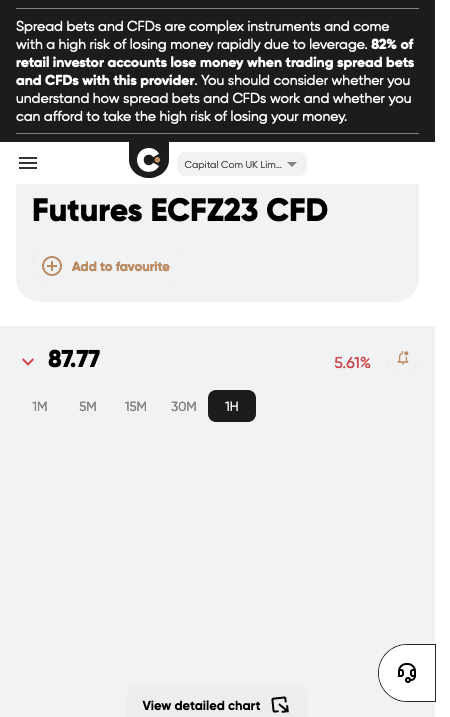 Spread bets and CFDs are complex instruments and come
with a high risk of losing money rapidly due to leverage. 82% of
retail investor accounts lose money when trading spread bets
and CFDs with this provider. You should consider whether you
understand how spread bets and CFDs work and whether you
can afford to take the high risk of losing your money.
Capital Com UK Lim...
Futures ECFZ23 CFD
Add to favourite
87.77
5.61%
1M 5M 15M 30M 1H
View detailed chart